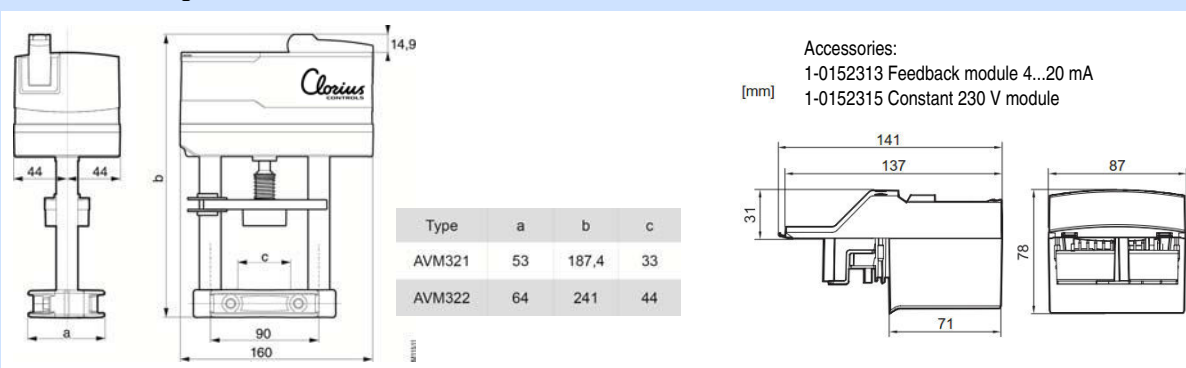 14,9
Clorius
CONTROLS
44
44
b
c
a
90
160
Type a b c
AVM321 53 187,4 33
AVM322 64 241 44
Accessories:
1-0152313 Feedback module 4...20 mA
[mm]
1-0152315 Constant 230 V module
141
137
31
71
87
78